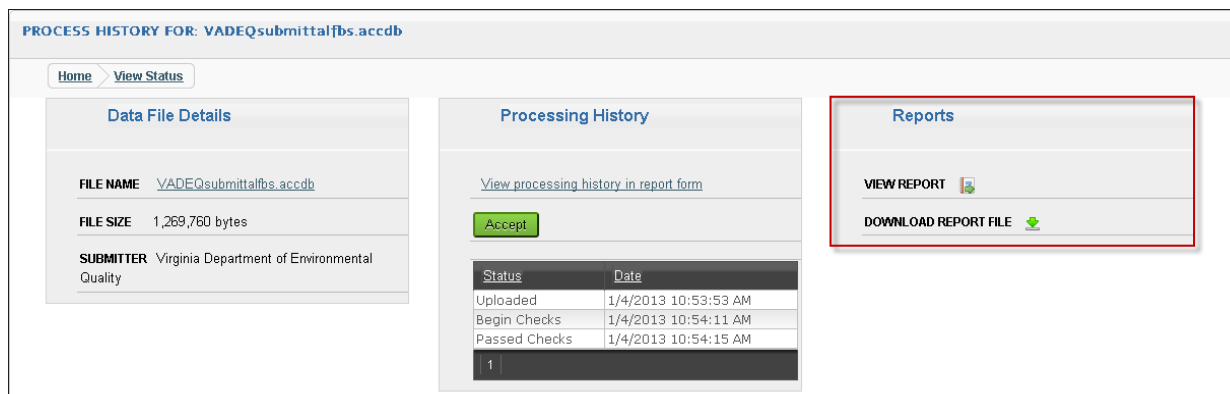 PROCESS HISTORY FOR: VADEQsubmittalfbs.accdb
Home View Status
Data File Details
FILE NAME VADEQsubmittalfbs.accdb
FILE SIZE 1,269,760 bytes
SUBMITTER Virginia Department of Environmental
Quality
Processing History
View processing history in report form
Accept
Status Date
Uploaded 1/4/2013 10:53:53 AM
Begin Checks 1/4/2013 10:54:11 AM
Passed Checks 1/4/2013 10:54:15 AM
1
Reports
VIEW REPORT
DOWNLOAD REPORT FILE